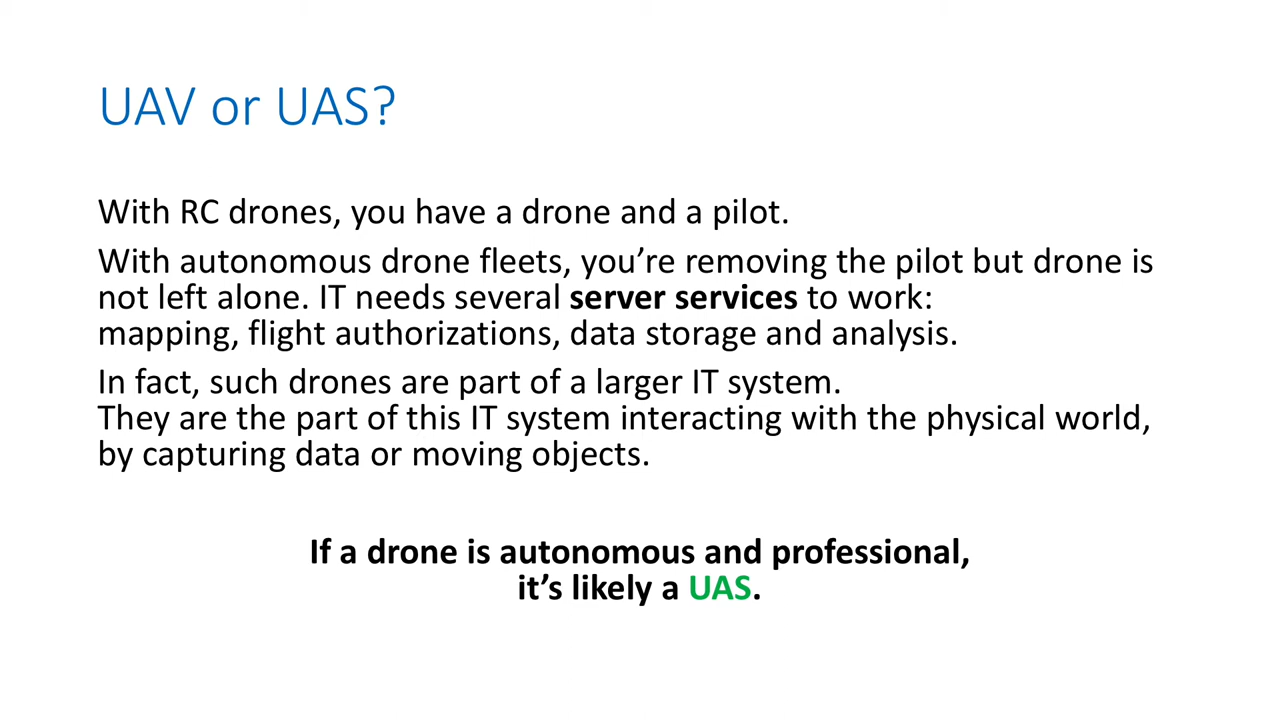 UAV or UAS?
With RC drones, you have a drone and a pilot.
With autonomous drone fleets, you’re removing the pilot but drone is
not left alone. IT needs several server services to work:
mapping, flight authorizations, data storage and analysis.
In fact, such drones are part of a larger IT system.
They are the part of this IT system interacting with the physical world,
by capturing data or moving objects.
If a drone is autonomous and professional,
it’s likely a UAS.